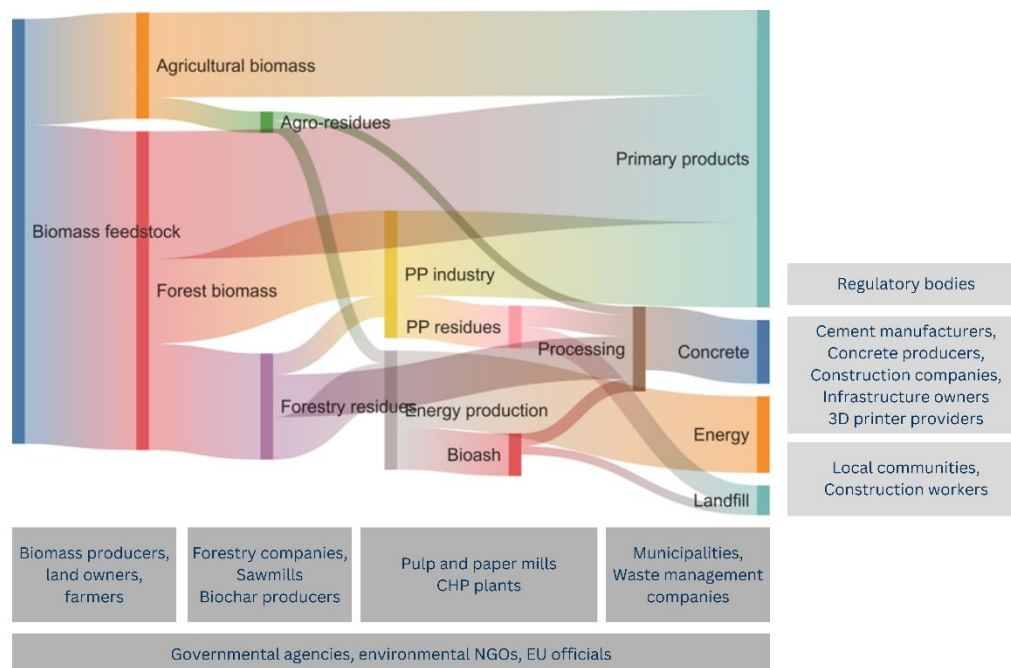 Agricultural biomass
Agro-residues
Primary products
Biomass feedstock
Forest biomass
PP industry
PP residues
Processing
Concrete
Forestry residues
Energy production
Bioash
Energy
Landfill
Regulatory bodies
Cement manufacturers,
Concrete producers,
Construction companies,
Infrastructure owners
3D printer providers
Local communities,
Construction workers
Biomass producers,
land owners,
farmers
Forestry companies,
Sawmills
Biochar producers
Pulp and paper mills
CHP plants
Municipalities,
Waste management
companies
Governmental agencies, environmental NGOs, EU officials